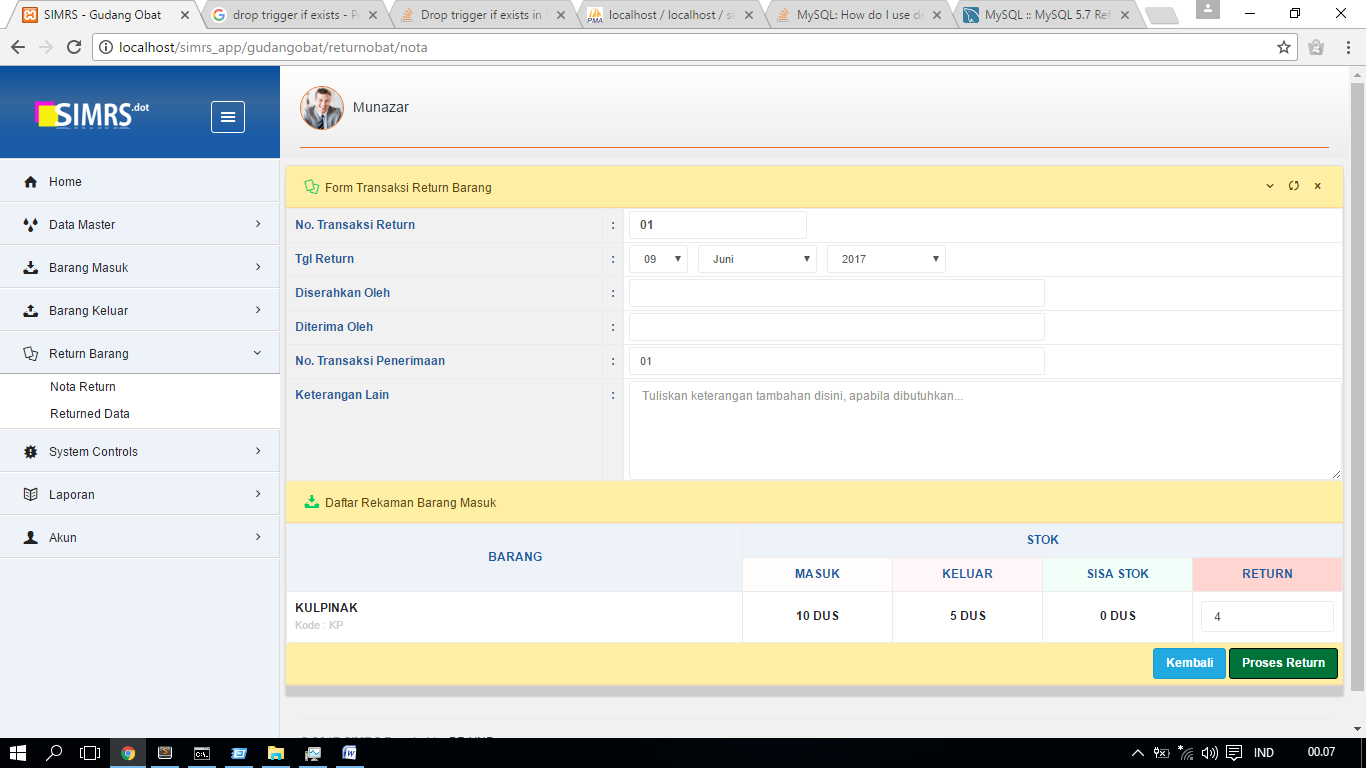 SIMRS - Gudang Obat
drop trigger if exists - P
Drop trigger if exists in
localhost / localhost / s
MySQL: How do I use de
MySQL :: MySQL 5.7 Ref
localhost/simrs_app/gudangobat/returnobat/nota
SIMRS.dot
Munazar
Home
Data Master
Barang Masuk
Barang Keluar
Return Barang
Nota Return
Returned Data
System Controls
Laporan
Akun
Form Transaksi Return Barang
No. Transaksi Return : 01
Tgl Return : 09 Juni 2017
Diserahkan Oleh :
Diterima Oleh :
No. Transaksi Penerimaan : 01
Keterangan Lain : Tuliskan keterangan tambahan disini, apabila dibutuhkan...
Daftar Rekaman Barang Masuk
BARANG STOK
MASUK KELUAR SISA STOK RETURN
KULPINAK 10 DUS 5 DUS 0 DUS 4
Kode : KP
Kembali Proses Return
IND 00.07